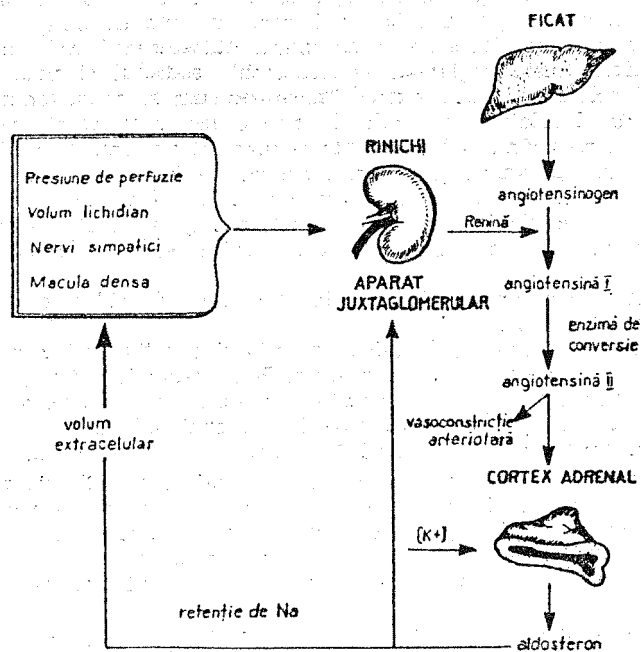 FICAT
RINICHI
Presiune de perfuzie
Volum lichidian
Nervi simpatici
Macula densa
angiotensinogen
Renină
APARAT
JUXTAGLOMERULAR
angiotensină I
enzimă de
conversie
angiotensină II
vasoconstricție
arteriolară
volum
extracelular
CORTEX ADRENAL
[K+]
retenție de Na
aldosteron